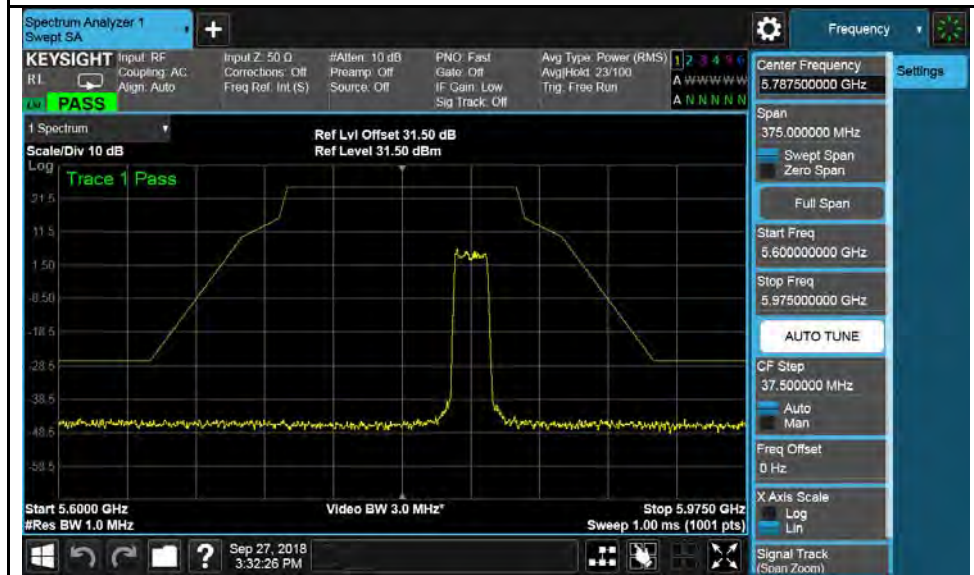 Spectrum Analyzer 1
Swept SA
+
Frequency
KEYSIGHT
RL
PASS
Input: RF
Coupling: AC
Align: Auto
Input Z: 50 Ω
Corrections: Off
Freq Ref: Int (S)
#Atten: 10 dB
Preamp: Off
Source: Off
PNO: Fast
Gate: Off
IF Gain: Low
Sig Track: Off
Avg Type: Power (RMS)
Avg|Hold: 23/100
Trig: Free Run
1 2 3 4 5 6
A W W W W W
A N N N N N
1 Spectrum
Scale/Div 10 dB
Ref Lvl Offset 31.50 dB
Ref Level 31.50 dBm
Log
Trace 1 Pass
21.5
11.5
1.50
-8.50
-18.5
-28.5
-38.5
-48.5
-58.5
Start 5.6000 GHz
#Res BW 1.0 MHz
Video BW 3.0 MHz*
Stop 5.9750 GHz
Sweep 1.00 ms (1001 pts)
Center Frequency
5.787500000 GHz
Settings
Span
375.000000 MHz
Swept Span
Zero Span
Full Span
Start Freq
5.600000000 GHz
Stop Freq
5.975000000 GHz
AUTO TUNE
CF Step
37.500000 MHz
Auto
Man
Freq Offset
0 Hz
X Axis Scale
Log
Lin
Signal Track
(Span Zoom)
?
Sep 27, 2018
3:32:26 PM